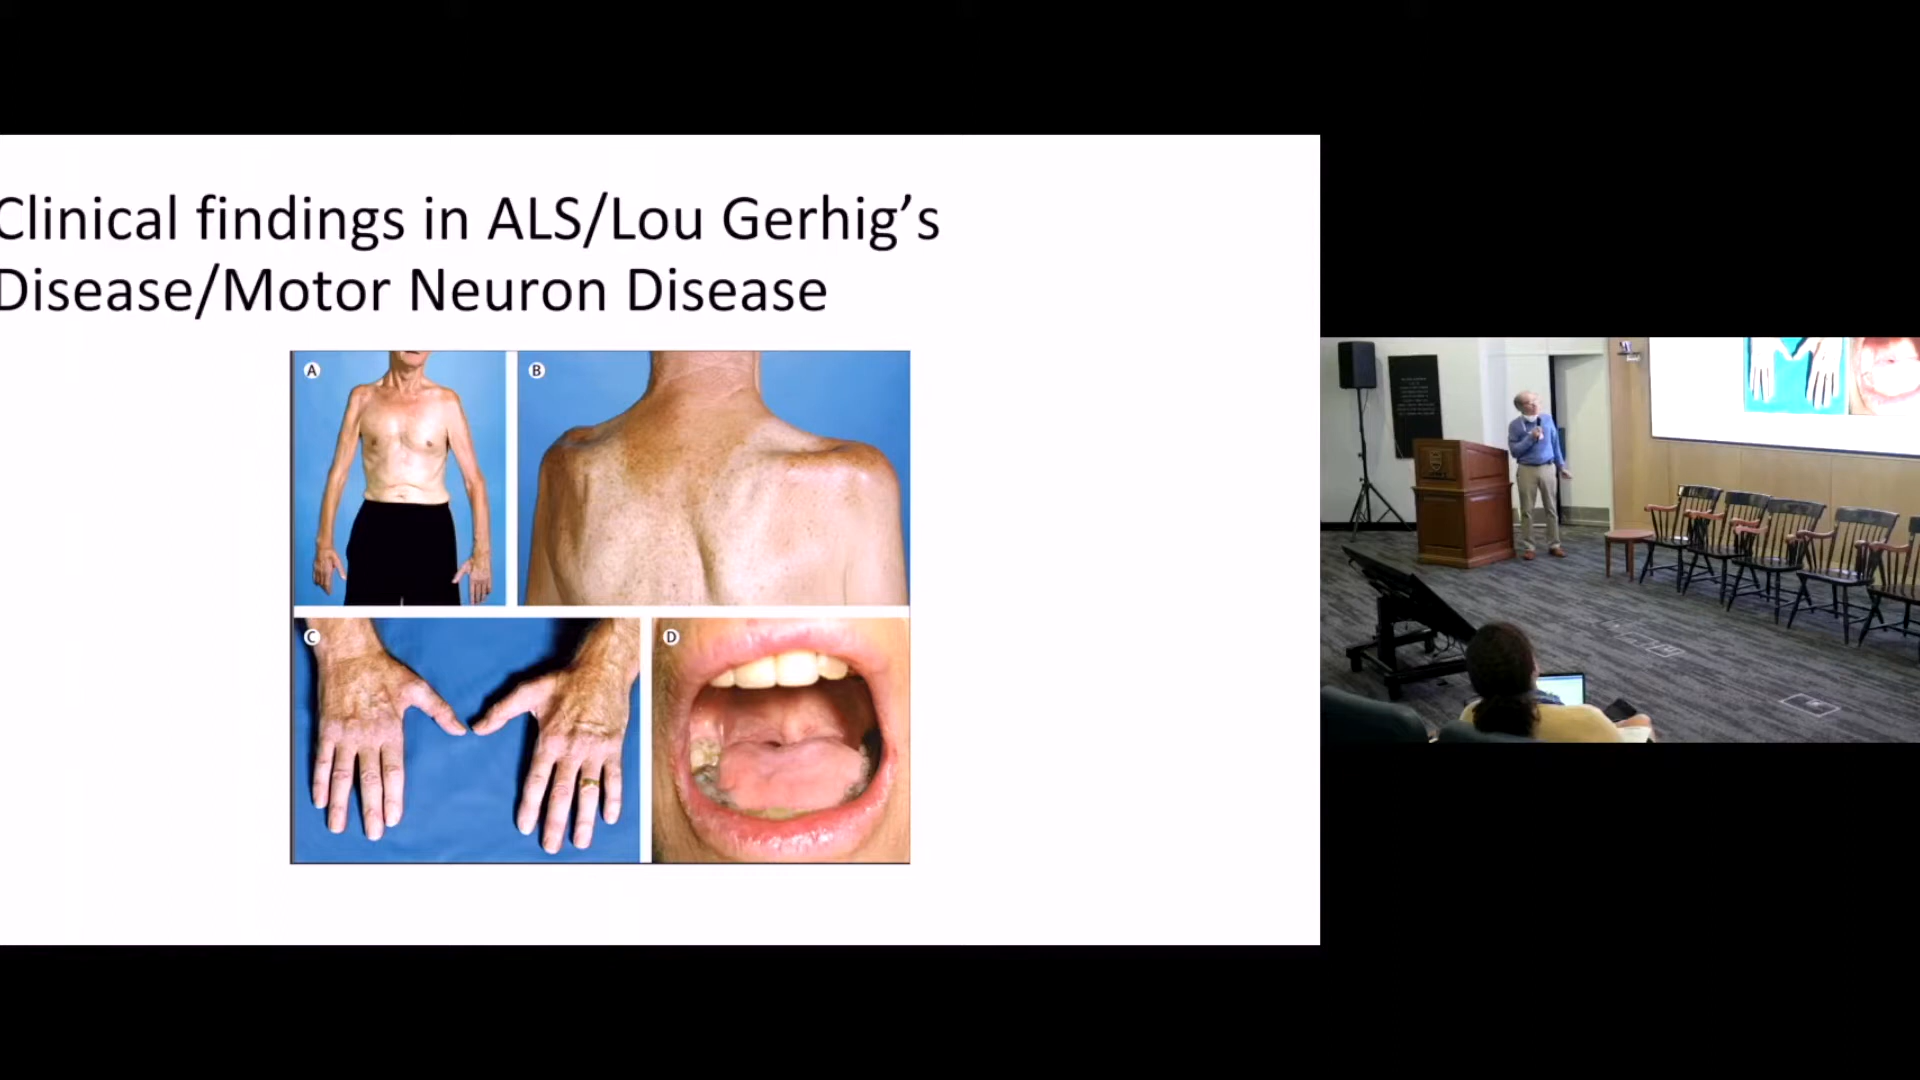 Clinical findings in ALS/Lou Gerhig’s
Disease/Motor Neuron Disease
A
B
C
D